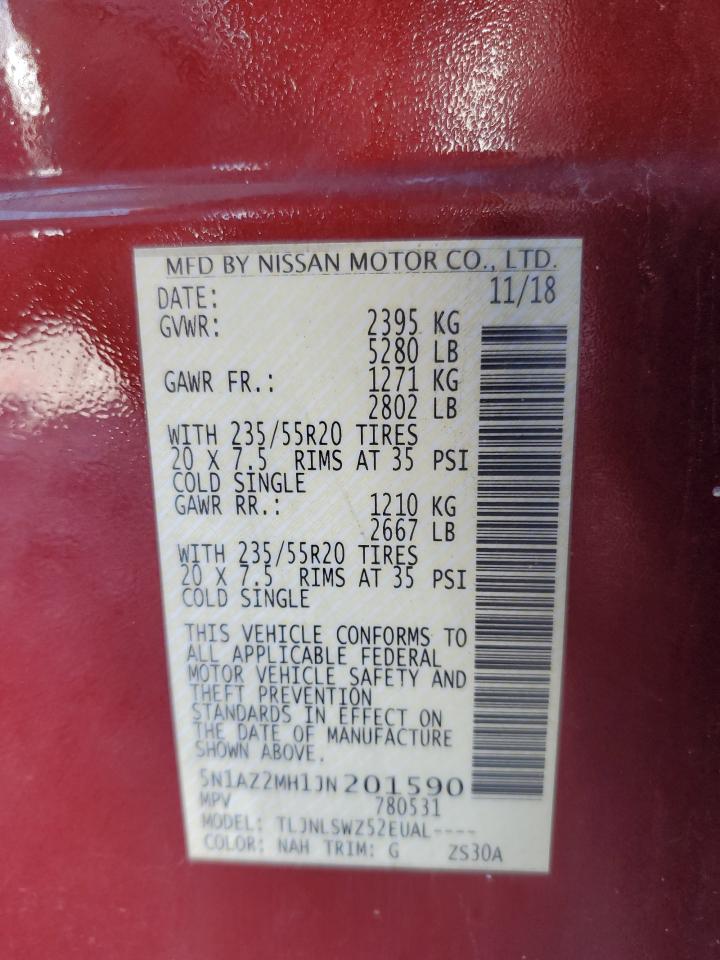 MFD BY NISSAN MOTOR CO., LTD.
DATE: 11/18
GVWR: 2395 KG
5280 LB
GAWR FR.: 1271 KG
2802 LB
WITH 235/55R20 TIRES
20 X 7.5 RIMS AT 35 PSI
COLD SINGLE
GAWR RR.: 1210 KG
2667 LB
WITH 235/55R20 TIRES
20 X 7.5 RIMS AT 35 PSI
COLD SINGLE
THIS VEHICLE CONFORMS TO
ALL APPLICABLE FEDERAL
MOTOR VEHICLE SAFETY AND
THEFT PREVENTION
STANDARDS IN EFFECT ON
THE DATE OF MANUFACTURE
SHOWN ABOVE.
5N1AZ2MH1JN201590
MPV 780531
MODEL: TLJNLSWZ52EUAL----
COLOR: NAH TRIM: G ZS30A